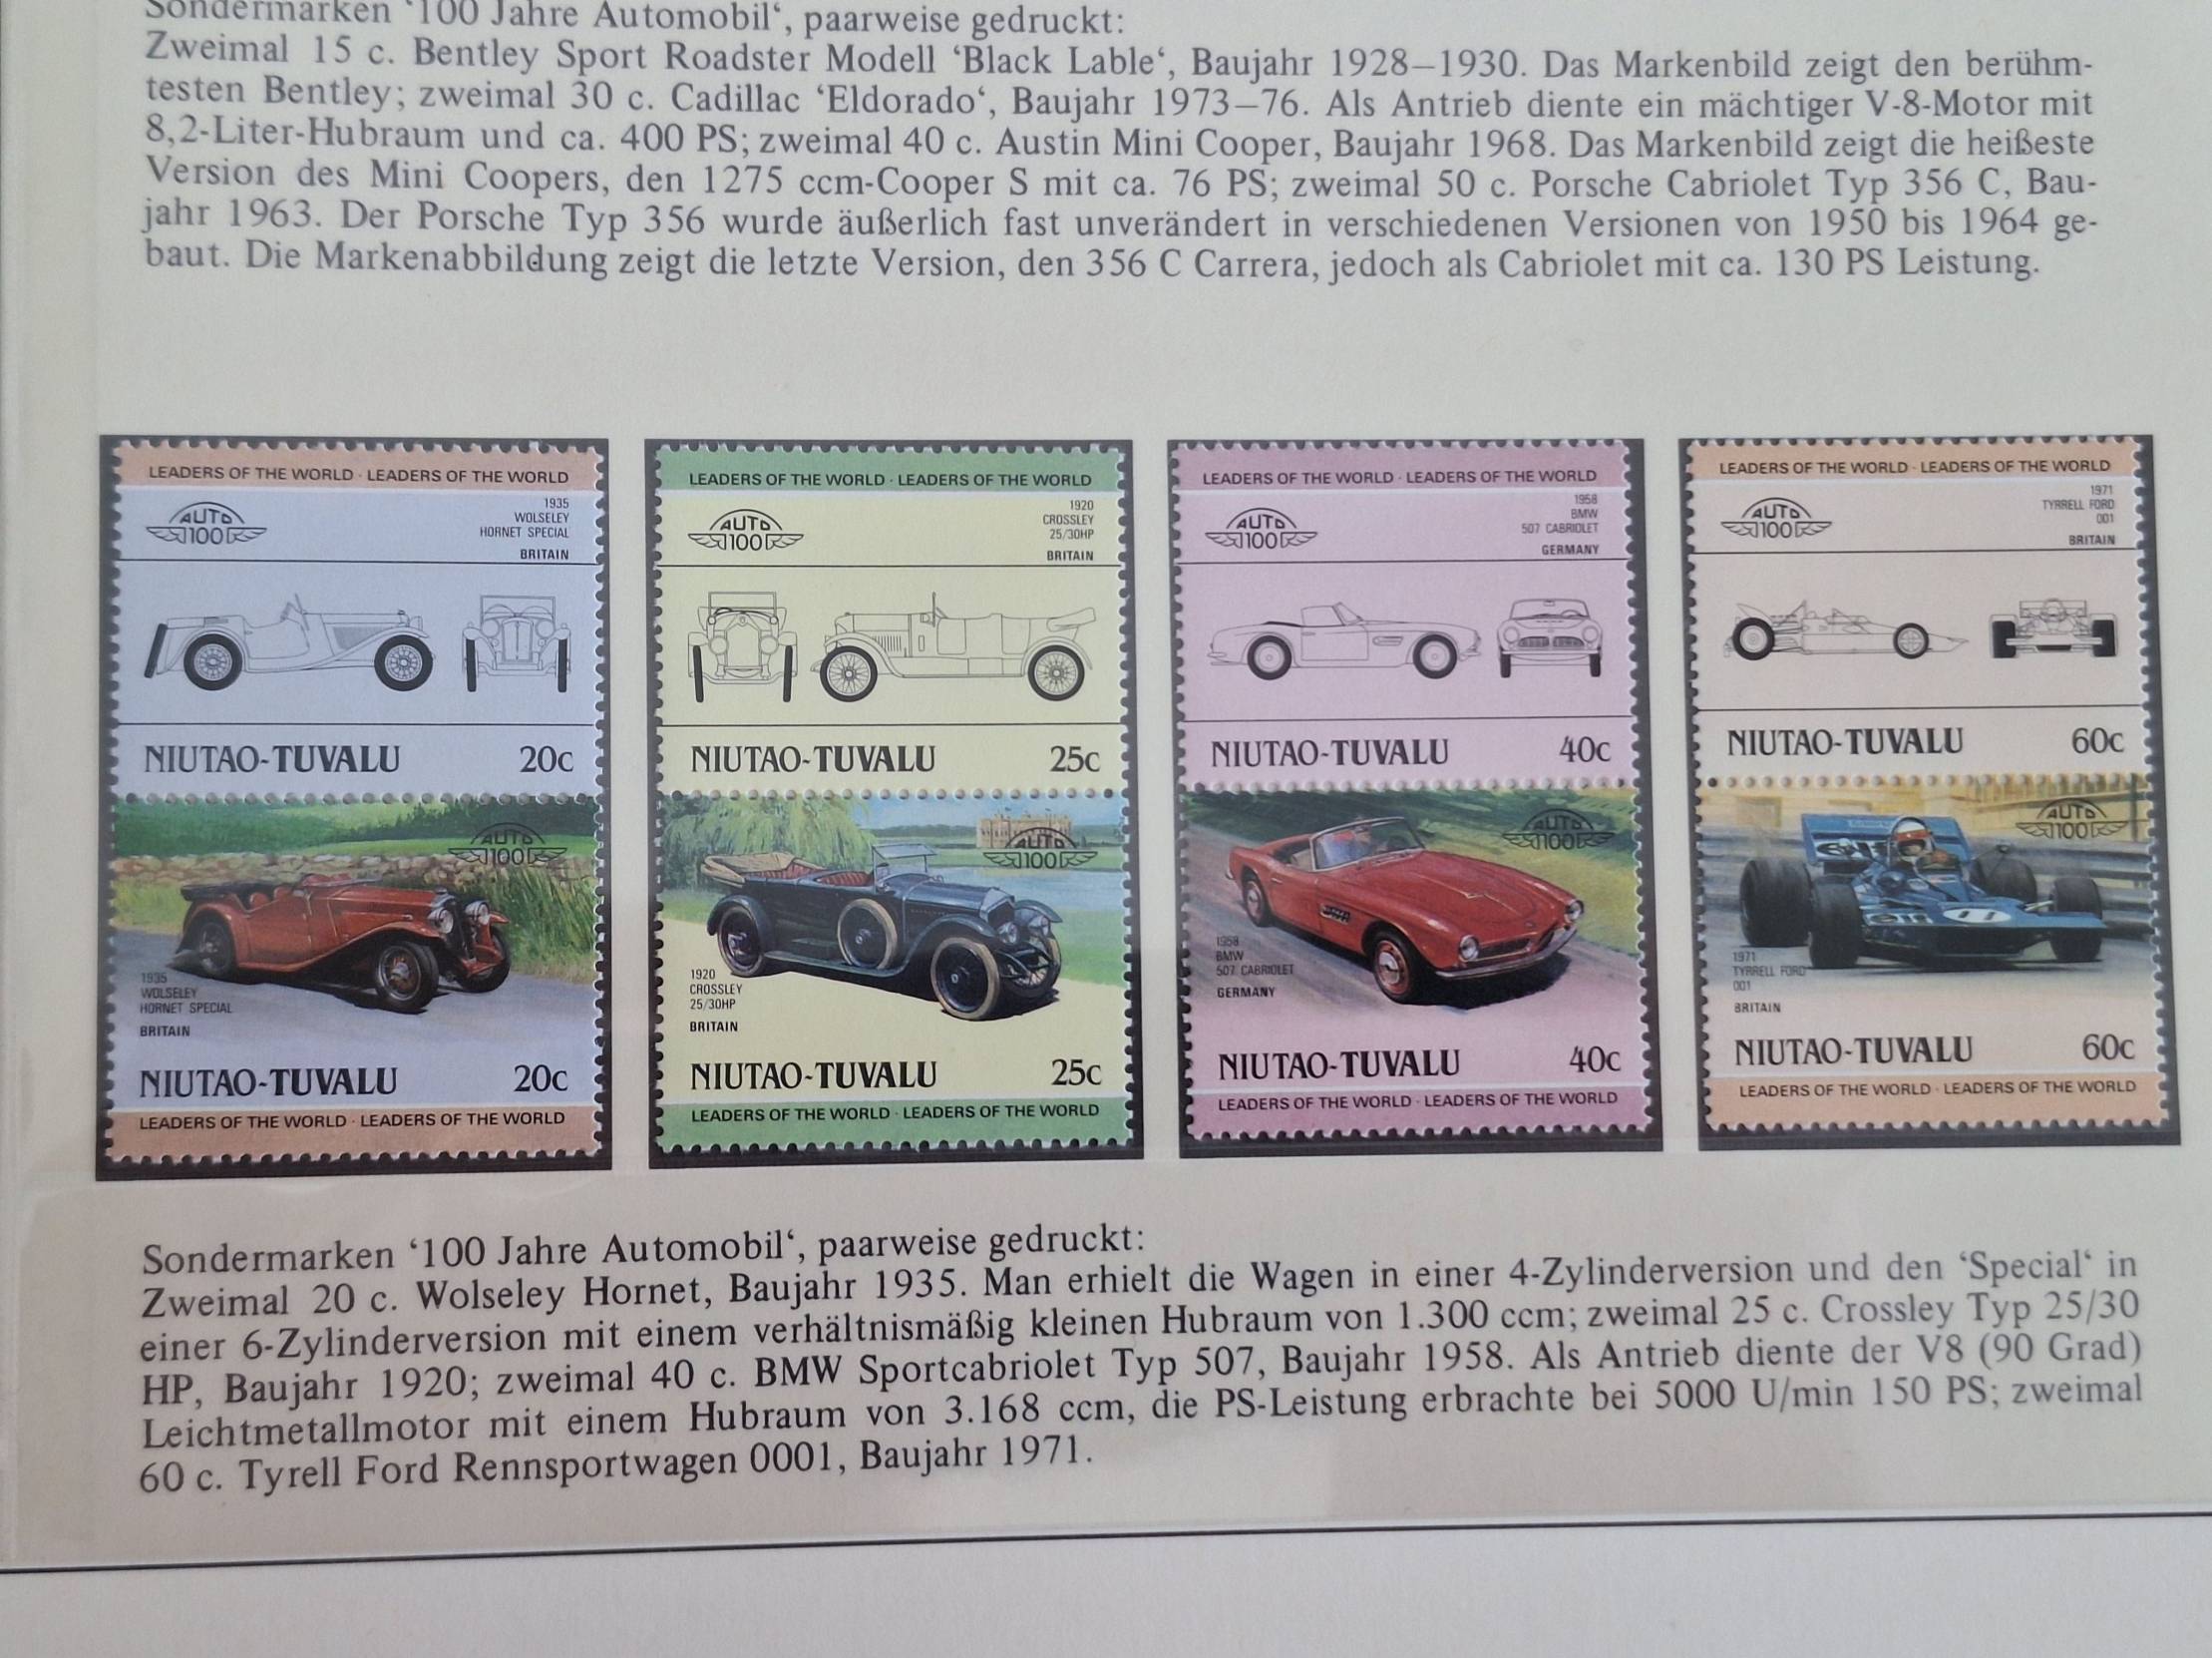 Sondermarken ‘100 Jahre Automobil‘, paarweise gedruckt:
Zweimal 15 c. Bentley Sport Roadster Modell ‘Black Lable‘, Baujahr 1928–1930. Das Markenbild zeigt den berühm-
testen Bentley; zweimal 30 c. Cadillac ‘Eldorado‘, Baujahr 1973–76. Als Antrieb diente ein mächtiger V-8-Motor mit
8,2-Liter-Hubraum und ca. 400 PS; zweimal 40 c. Austin Mini Cooper, Baujahr 1968. Das Markenbild zeigt die heißeste
Version des Mini Coopers, den 1275 ccm-Cooper S mit ca. 76 PS; zweimal 50 c. Porsche Cabriolet Typ 356 C, Bau-
jahr 1963. Der Porsche Typ 356 wurde äußerlich fast unverändert in verschiedenen Versionen von 1950 bis 1964 ge-
baut. Die Markenabbildung zeigt die letzte Version, den 356 C Carrera, jedoch als Cabriolet mit ca. 130 PS Leistung.
LEADERS OF THE WORLD · LEADERS OF THE WORLD
AUTO
100
1935
WOLSELEY
HORNET SPECIAL
BRITAIN
NIUTAO-TUVALU 20c
AUTO
100
1935
WOLSELEY
HORNET SPECIAL
BRITAIN
NIUTAO-TUVALU 20c
LEADERS OF THE WORLD · LEADERS OF THE WORLD
LEADERS OF THE WORLD · LEADERS OF THE WORLD
AUTO
100
1920
CROSSLEY
25/30HP
BRITAIN
NIUTAO-TUVALU 25c
AUTO
100
1920
CROSSLEY
25/30HP
BRITAIN
NIUTAO-TUVALU 25c
LEADERS OF THE WORLD · LEADERS OF THE WORLD
LEADERS OF THE WORLD · LEADERS OF THE WORLD
AUTO
100
1958
BMW
507 CABRIOLET
GERMANY
NIUTAO-TUVALU 40c
AUTO
100
1958
BMW
507 CABRIOLET
GERMANY
NIUTAO-TUVALU 40c
LEADERS OF THE WORLD · LEADERS OF THE WORLD
LEADERS OF THE WORLD · LEADERS OF THE WORLD
AUTO
100
1971
TYRRELL FORD
001
BRITAIN
NIUTAO-TUVALU 60c
AUTO
100
elf
elf 11
1971
TYRRELL FORD
001
BRITAIN
NIUTAO-TUVALU 60c
LEADERS OF THE WORLD · LEADERS OF THE WORLD
Sondermarken ‘100 Jahre Automobil‘, paarweise gedruckt:
Zweimal 20 c. Wolseley Hornet, Baujahr 1935. Man erhielt die Wagen in einer 4-Zylinderversion und den ‘Special‘ in
einer 6-Zylinderversion mit einem verhältnismäßig kleinen Hubraum von 1.300 ccm; zweimal 25 c. Crossley Typ 25/30
HP, Baujahr 1920; zweimal 40 c. BMW Sportcabriolet Typ 507, Baujahr 1958. Als Antrieb diente der V8 (90 Grad)
Leichtmetallmotor mit einem Hubraum von 3.168 ccm, die PS-Leistung erbrachte bei 5000 U/min 150 PS; zweimal
60 c. Tyrell Ford Rennsportwagen 0001, Baujahr 1971.